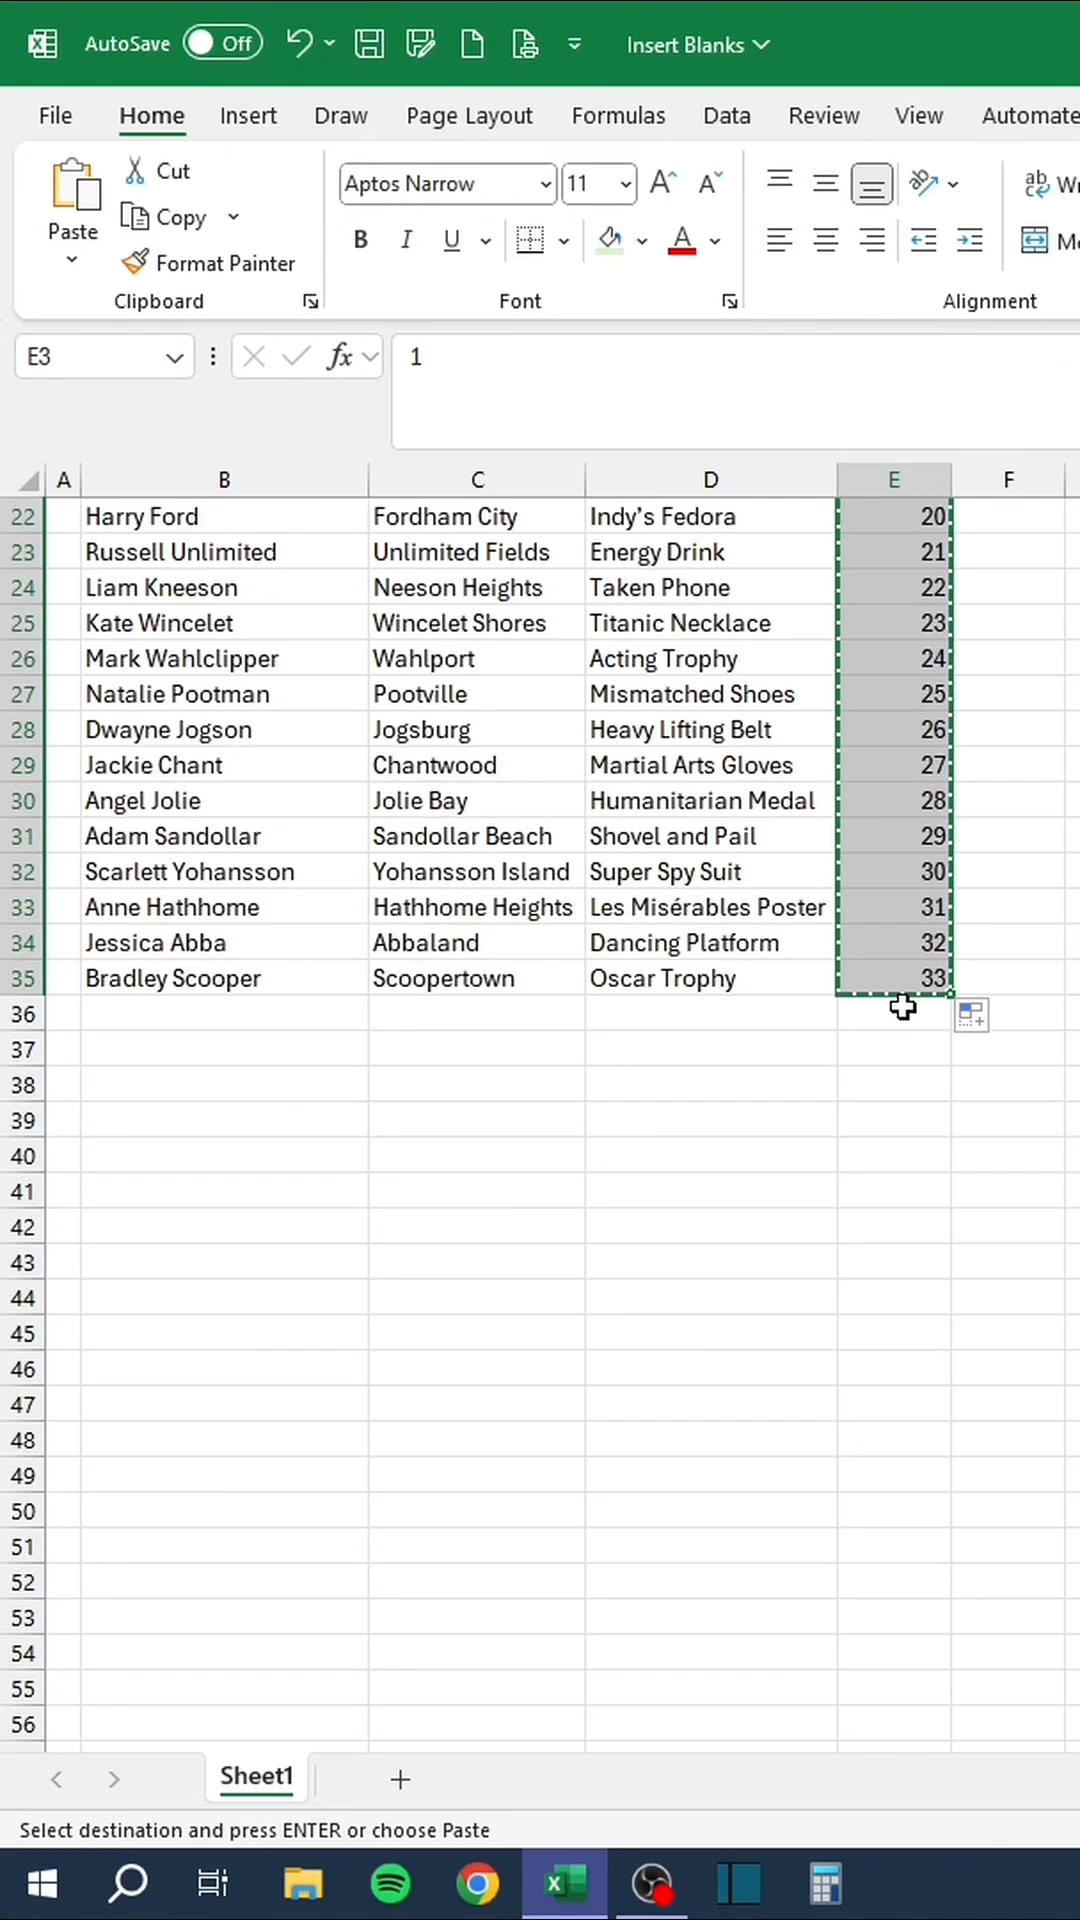 AutoSave Off Insert Blanks
File Home Insert Draw Page Layout Formulas Data Review View Automate
Cut
Copy
Paste
Format Painter
Aptos Narrow 11
B I U A
Clipboard Font Alignment
E3 fx 1
A B C D E F
22 Harry Ford Fordham City Indy’s Fedora 20
23 Russell Unlimited Unlimited Fields Energy Drink 21
24 Liam Kneeson Neeson Heights Taken Phone 22
25 Kate Wincelet Wincelet Shores Titanic Necklace 23
26 Mark Wahlclipper Wahlport Acting Trophy 24
27 Natalie Pootman Pootville Mismatched Shoes 25
28 Dwayne Jogson Jogsburg Heavy Lifting Belt 26
29 Jackie Chant Chantwood Martial Arts Gloves 27
30 Angel Jolie Jolie Bay Humanitarian Medal 28
31 Adam Sandollar Sandollar Beach Shovel and Pail 29
32 Scarlett Yohansson Yohansson Island Super Spy Suit 30
33 Anne Hathhome Hathhome Heights Les Misérables Poster 31
34 Jessica Abba Abbaland Dancing Platform 32
35 Bradley Scooper Scoopertown Oscar Trophy 33
36
37
38
39
40
41
42
43
44
45
46
47
48
49
50
51
52
53
54
55
56
Sheet1
Select destination and press ENTER or choose Paste